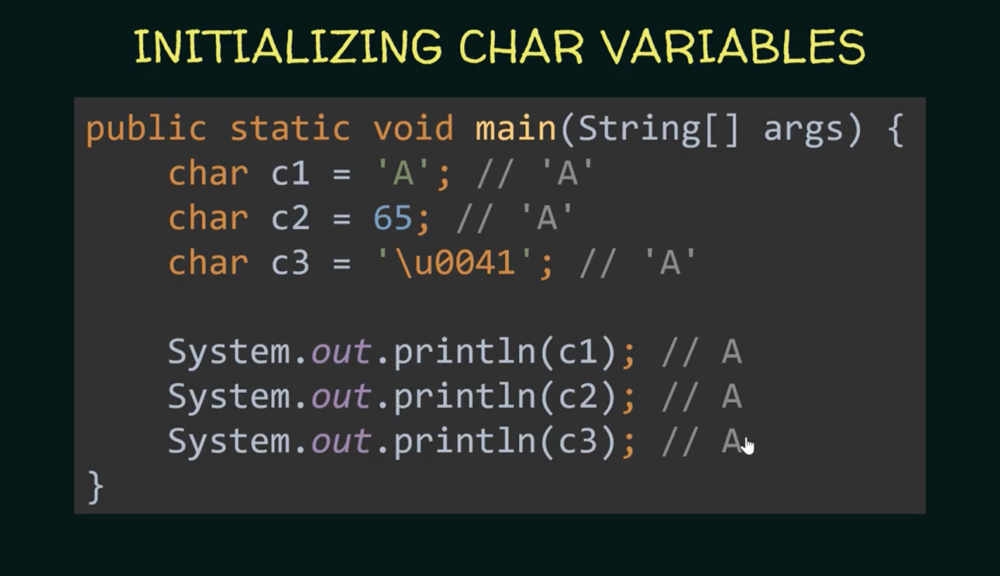 INITIALIZING CHAR VARIABLES
public static void main(String[] args) {
    char c1 = 'A'; // 'A'
    char c2 = 65; // 'A'
    char c3 = '\u0041'; // 'A'
    System.out.println(c1); // A
    System.out.println(c2); // A
    System.out.println(c3); // A
}